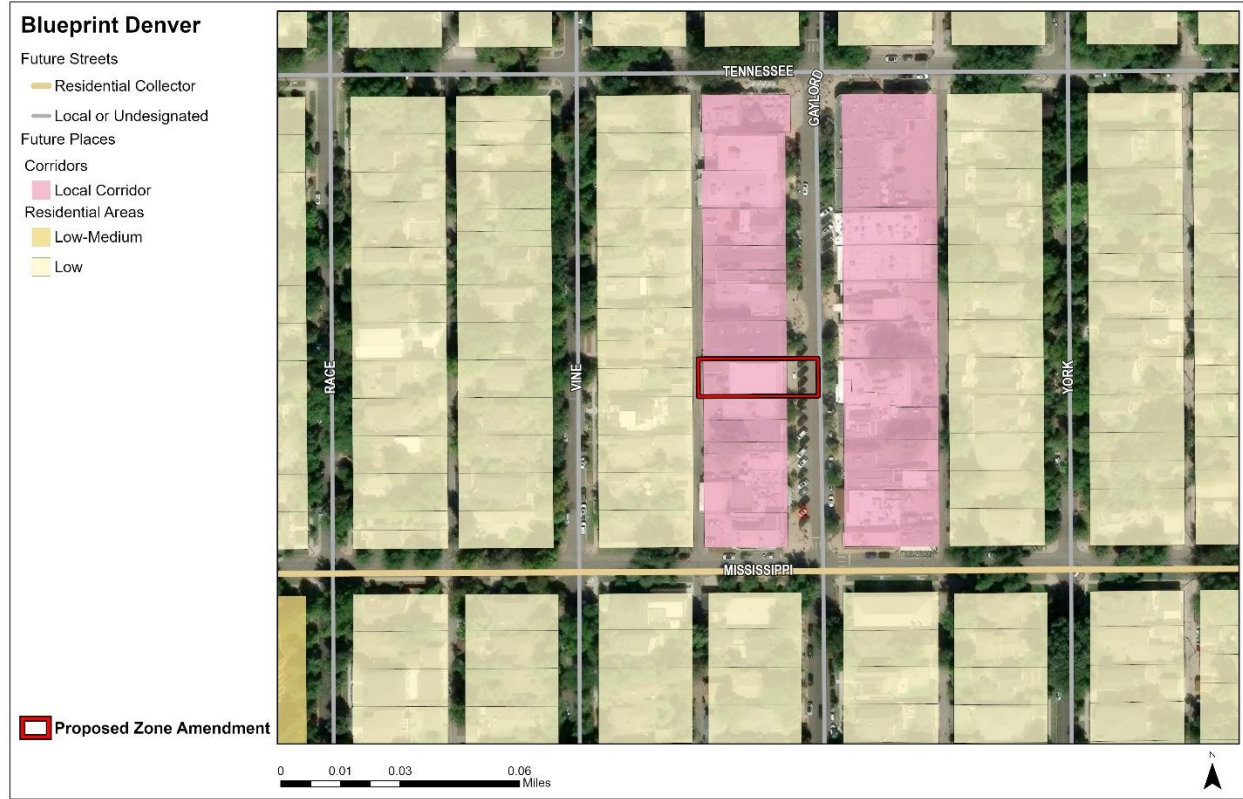 Blueprint Denver
Future Streets
Residential Collector
Local or Undesignated
Future Places
Corridors
Local Corridor
Residential Areas
Low-Medium
Low
Proposed Zone Amendment
TENNESSEE
GAYLORD
RACE
VINE
YORK
MISSISSIPPI
0 0.01 0.03 0.06
Miles
N